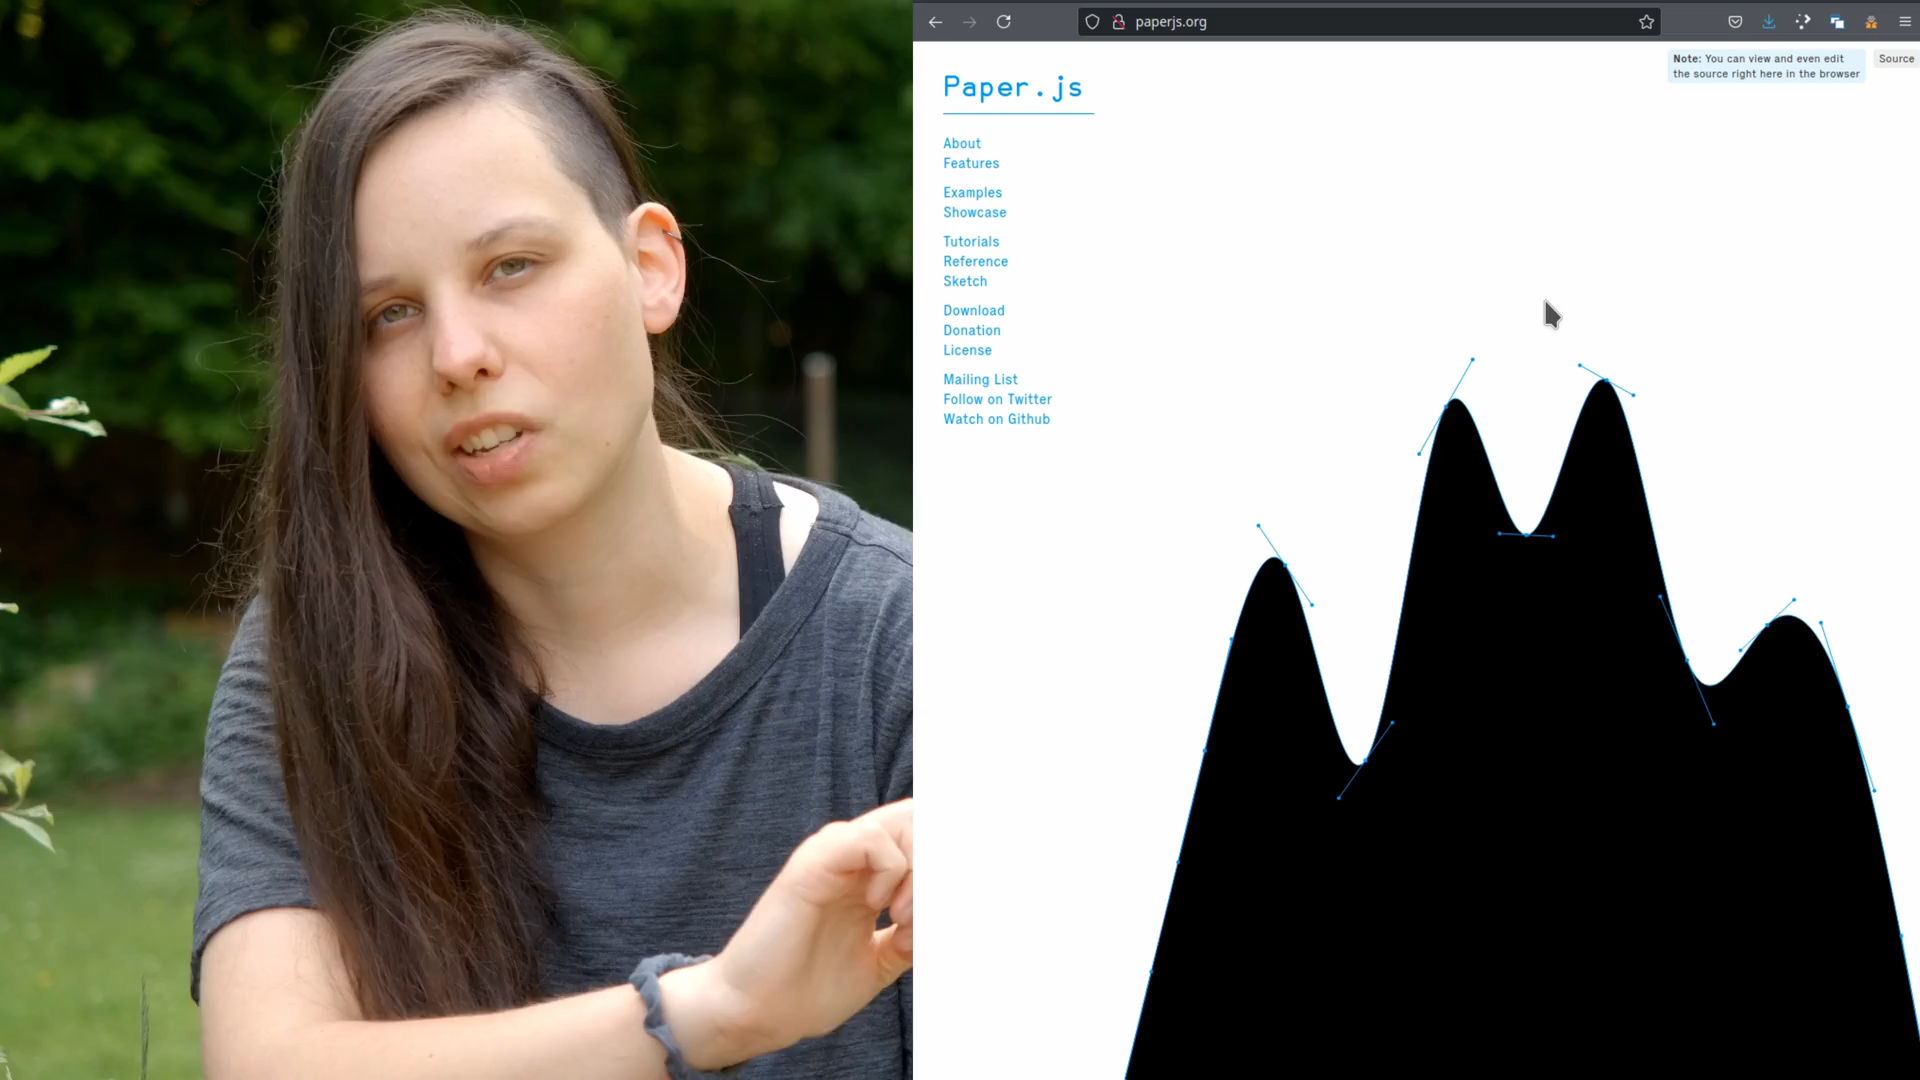 paperjs.org
Note: You can view and even edit
the source right here in the browser
Source
Paper.js
About
Features
Examples
Showcase
Tutorials
Reference
Sketch
Download
Donation
License
Mailing List
Follow on Twitter
Watch on Github